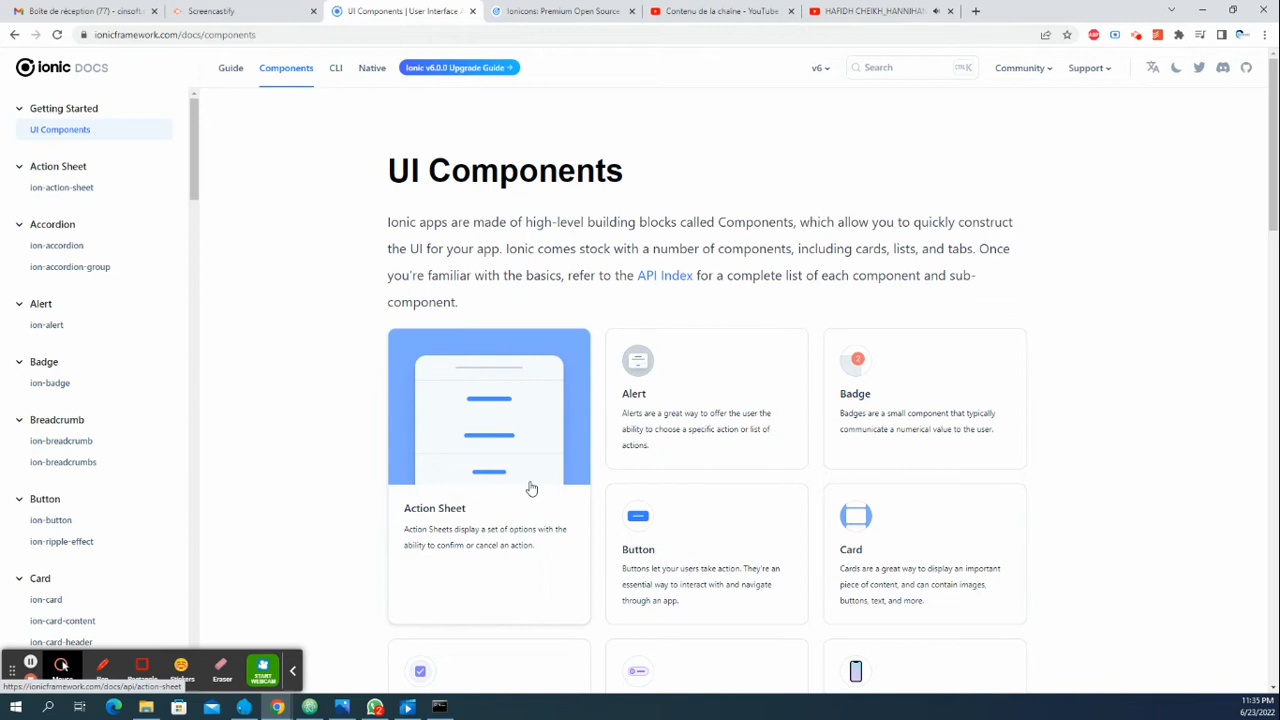 Boîte de réception (77) - cinsoft
Screencastify
UI Components | User Interface A
Ionicons: Premium Open Source
Contenu de la chaîne - YouTube
HAFIDH CHEIKH_HANNIHAN
ionicframework.com/docs/components
ionic DOCS
Guide
Components
CLI
Native
Ionic v6.0.0 Upgrade Guide →
v6
Search
CTRL K
Community
Support
Getting Started
UI Components
Action Sheet
ion-action-sheet
Accordion
ion-accordion
ion-accordion-group
Alert
ion-alert
Badge
ion-badge
Breadcrumb
ion-breadcrumb
ion-breadcrumbs
Button
ion-button
ion-ripple-effect
Card
ion-card
ion-card-content
ion-card-header
UI Components
Ionic apps are made of high-level building blocks called Components, which allow you to quickly construct
the UI for your app. Ionic comes stock with a number of components, including cards, lists, and tabs. Once
you're familiar with the basics, refer to the API Index for a complete list of each component and sub-
component.
Action Sheet
Action Sheets display a set of options with the
ability to confirm or cancel an action.
Alert
Alerts are a great way to offer the user the
ability to choose a specific action or list of
actions.
2
Badge
Badges are a small component that typically
communicate a numerical value to the user.
Button
Buttons let your users take action. They're an
essential way to interact with and navigate
through an app.
Card
Cards are a great way to display an important
piece of content, and can contain images,
buttons, text, and more.
Mouse
Pen
Rectangle
Stickers
Eraser
START
WEBCAM
https://ionicframework.com/docs/api/action-sheet
2
11:35 PM
6/23/2022